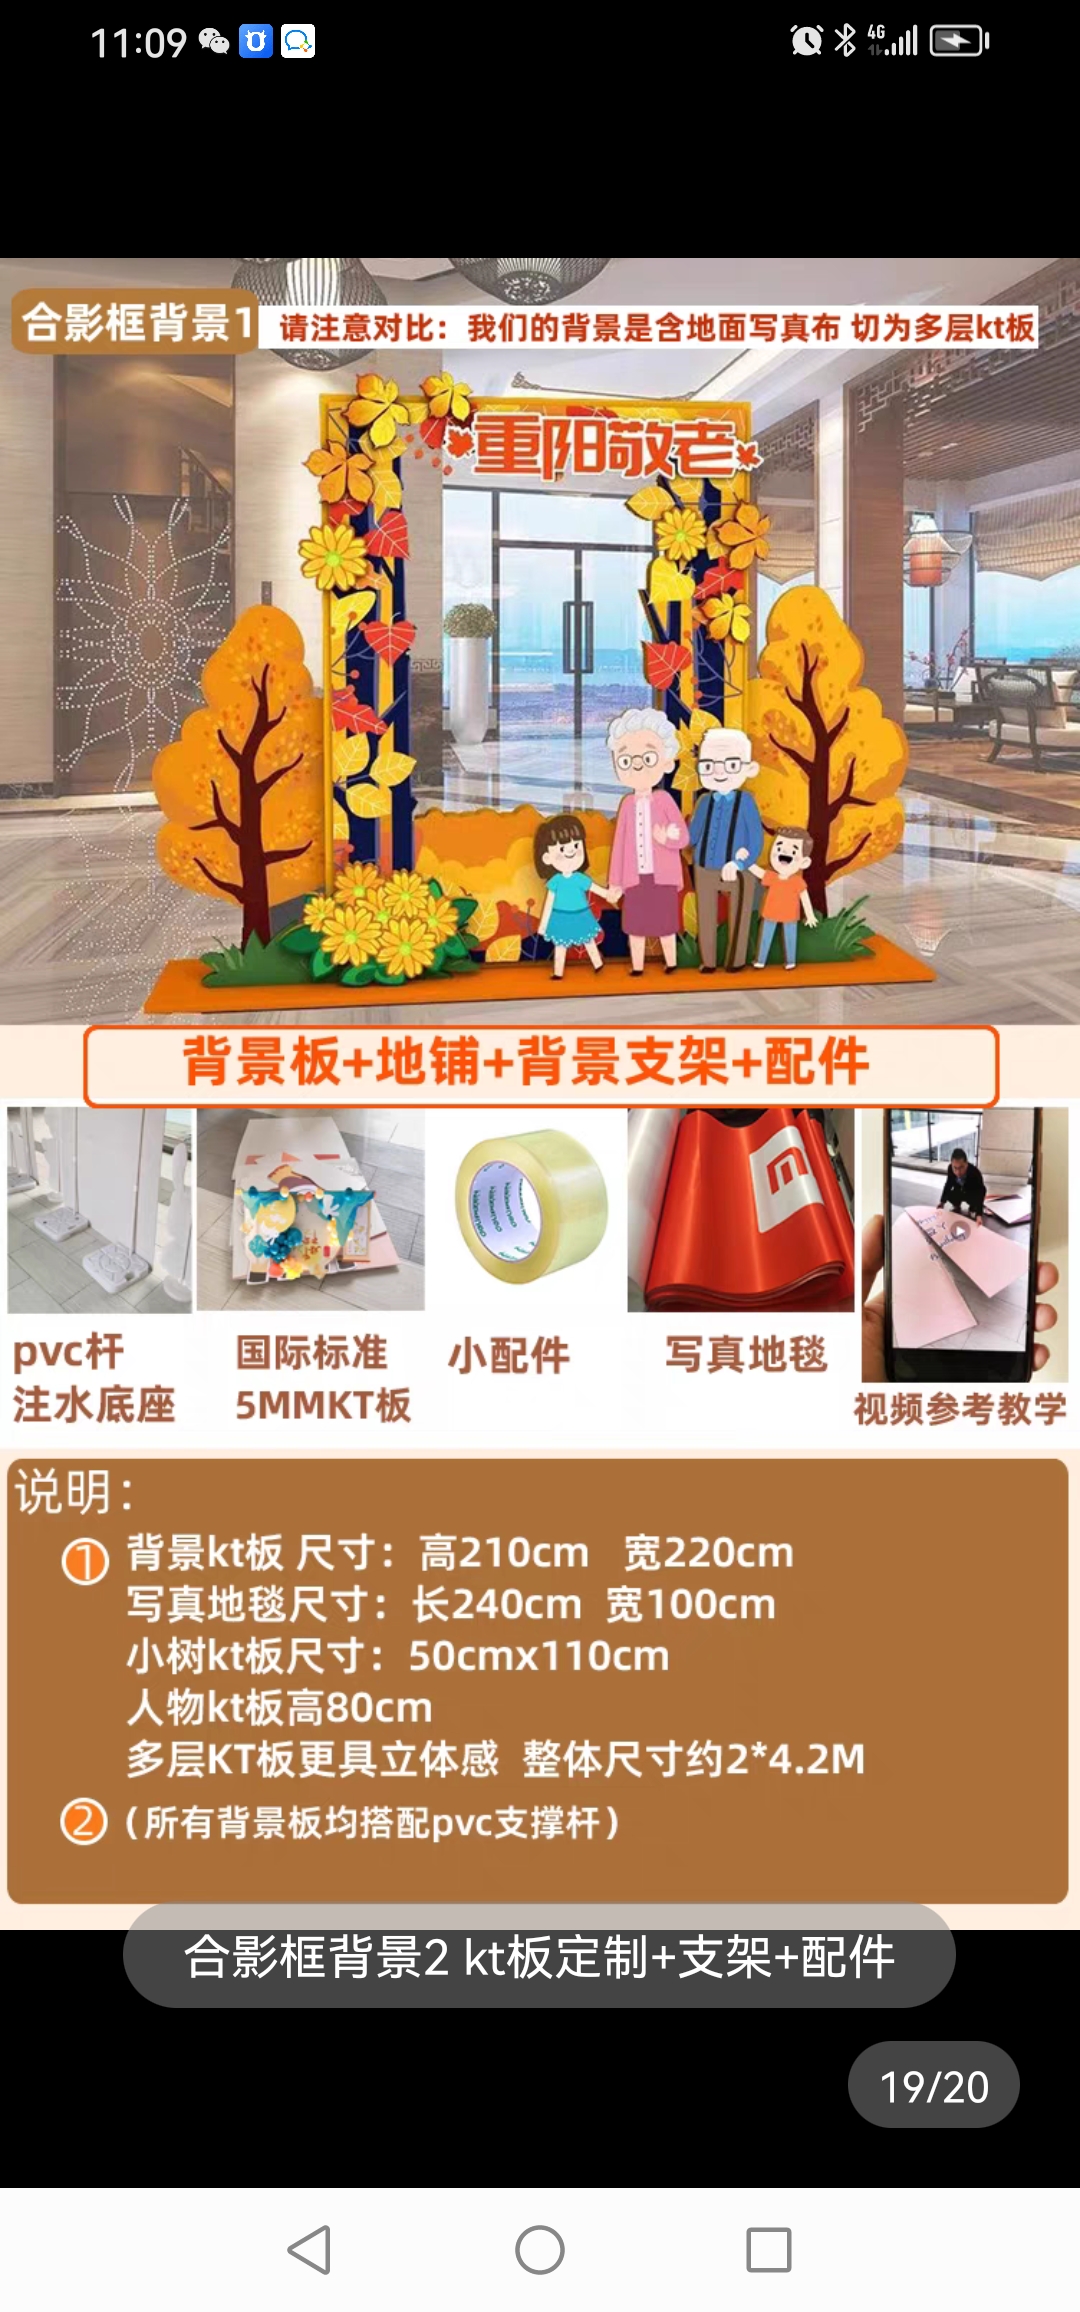 11:09
4G
合影框背景1
请注意对比：我们的背景是含地面写真布 切为多层kt板
重阳敬老
背景板+地铺+背景支架+配件
pvc杆
注水底座
国际标准
5MMKT板
小配件
写真地毯
视频参考教学
说明：
① 背景kt板 尺寸：高210cm 宽220cm
写真地毯尺寸：长240cm 宽100cm
小树kt板尺寸：50cmx110cm
人物kt板高80cm
多层KT板更具立体感 整体尺寸约2*4.2M
② （所有背景板均搭配pvc支撑杆）
合影框背景2 kt板定制+支架+配件
19/20